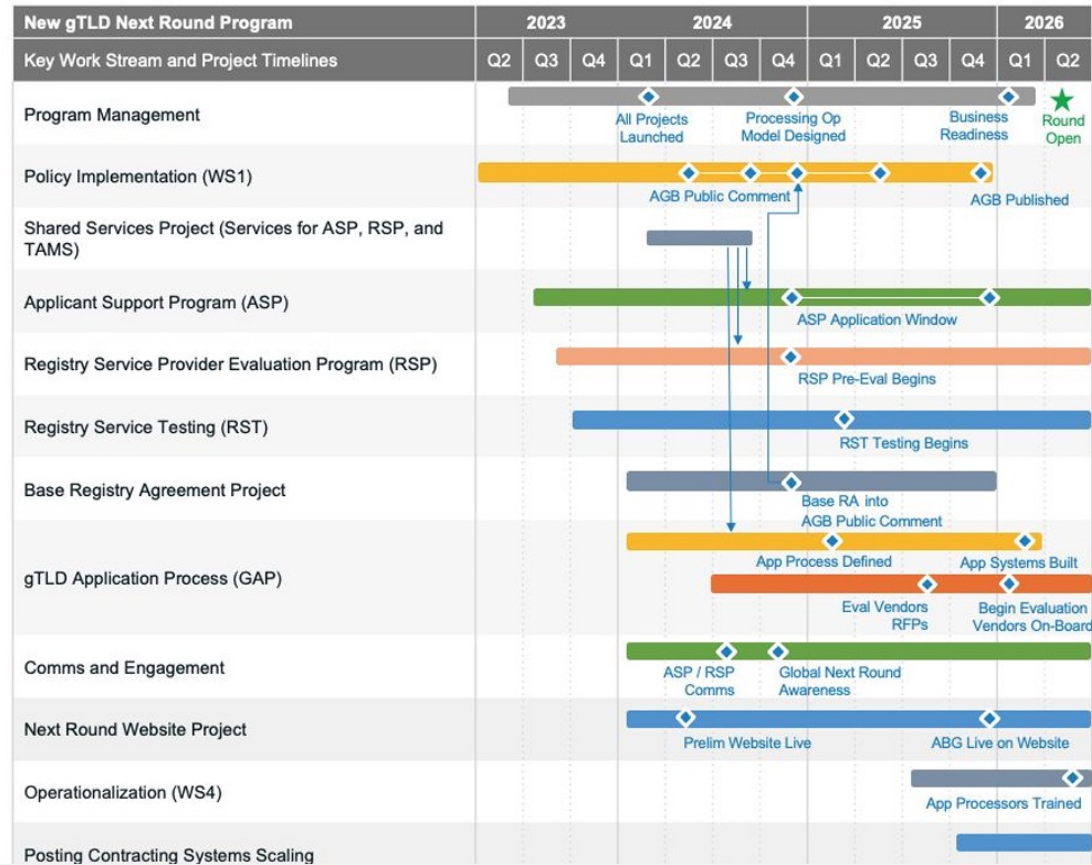 New gTLD Next Round Program 2023 2024 2025 2026
Key Work Stream and Project Timelines Q2 Q3 Q4 Q1 Q2 Q3 Q4 Q1 Q2 Q3 Q4 Q1 Q2
Program Management
All Projects
Launched
Processing Op
Model Designed
Business
Readiness
Round
Open
Policy Implementation (WS1)
AGB Public Comment
AGB Published
Shared Services Project (Services for ASP, RSP, and
TAMS)
Applicant Support Program (ASP)
ASP Application Window
Registry Service Provider Evaluation Program (RSP)
RSP Pre-Eval Begins
Registry Service Testing (RST)
RST Testing Begins
Base Registry Agreement Project
Base RA into
AGB Public Comment
gTLD Application Process (GAP)
App Process Defined
App Systems Built
Eval Vendors
RFPs
Begin Evaluation
Vendors On-Board
Comms and Engagement
ASP / RSP
Comms
Global Next Round
Awareness
Next Round Website Project
Prelim Website Live
ABG Live on Website
Operationalization (WS4)
App Processors Trained
Posting Contracting Systems Scaling